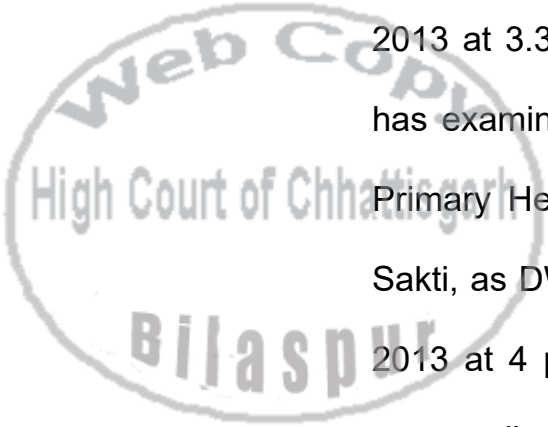 Web Copy
High Court of Chhattisgarh
Bilaspur
2013 at 3.3
has examin
Primary He
Sakti, as D
2013 at 4